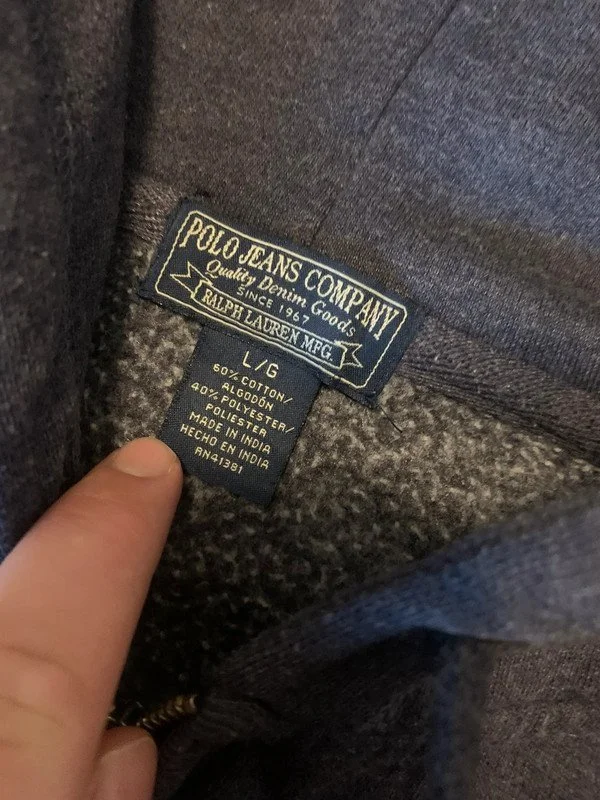 POLO JEANS COMPANY
Quality Denim Goods
SINCE 1967
RALPH LAUREN MFG.
L/G
60% COTTON/
ALGODÓN
40% POLYESTER/
POLIESTER
MADE IN INDIA
HECHO EN INDIA
RN41381